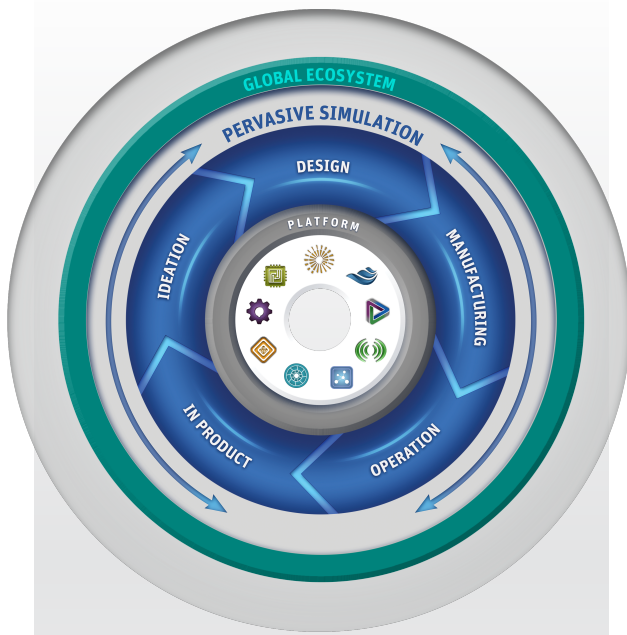 GLOBAL ECOSYSTEM
PERVASIVE SIMULATION
DESIGN
PLATFORM
IDEATION
MANUFACTURING
IN PRODUCT
OPERATION